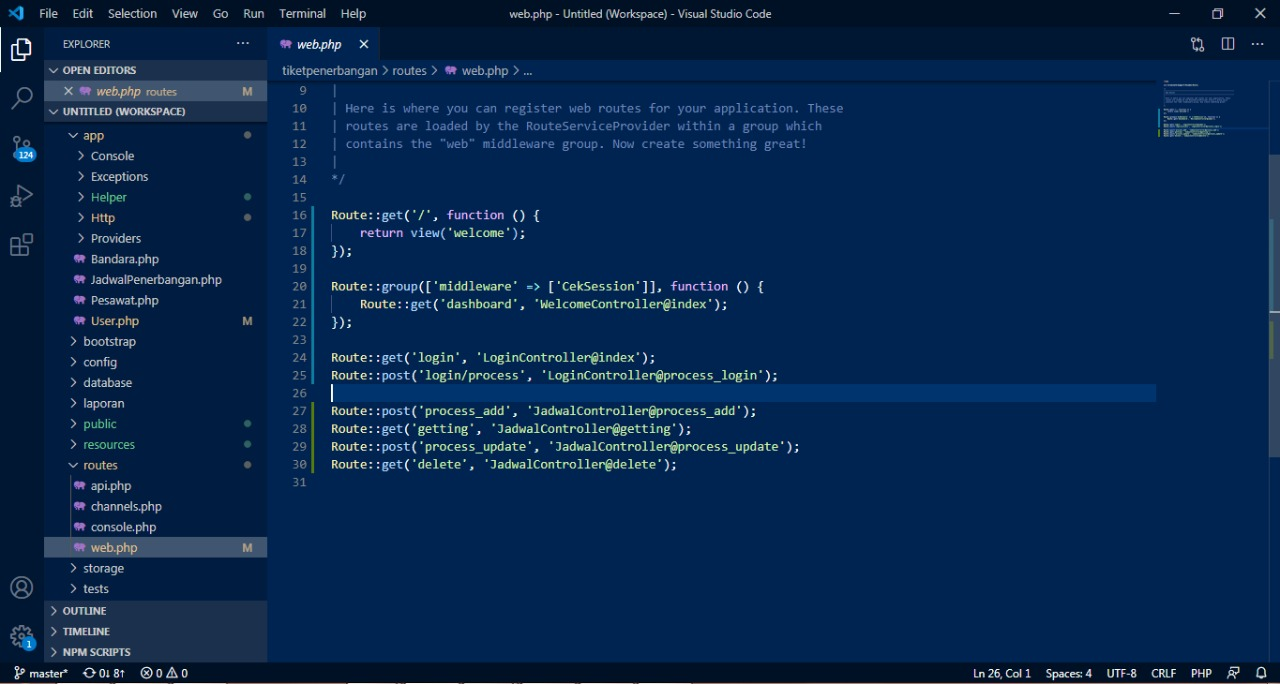 File Edit Selection View Go Run Terminal Help web.php - Untitled (Workspace) - Visual Studio Code
EXPLORER ...
OPEN EDITORS
web.php routes M
UNTITLED (WORKSPACE)
app
Console
Exceptions
Helper
Http
Providers
Bandara.php
JadwalPenerbangan.php
Pesawat.php
User.php M
bootstrap
config
database
laporan
public
resources
routes
api.php
channels.php
console.php
web.php M
storage
tests
OUTLINE
TIMELINE
NPM SCRIPTS
124
1
web.php
tiketpenerbangan > routes > web.php > ...
9 |
10 | Here is where you can register web routes for your application. These
11 | routes are loaded by the RouteServiceProvider within a group which
12 | contains the "web" middleware group. Now create something great!
13 |
14 */
15
16 Route::get('/', function () {
17 return view('welcome');
18 });
19
20 Route::group(['middleware' => ['CekSession']], function () {
21 Route::get('dashboard', 'WelcomeController@index');
22 });
23
24 Route::get('login', 'LoginController@index');
25 Route::post('login/process', 'LoginController@process_login');
26
27 Route::post('process_add', 'JadwalController@process_add');
28 Route::get('getting', 'JadwalController@getting');
29 Route::post('process_update', 'JadwalController@process_update');
30 Route::get('delete', 'JadwalController@delete');
31
master* 0↓ 8↑ 0 0 Ln 26, Col 1 Spaces: 4 UTF-8 CRLF PHP